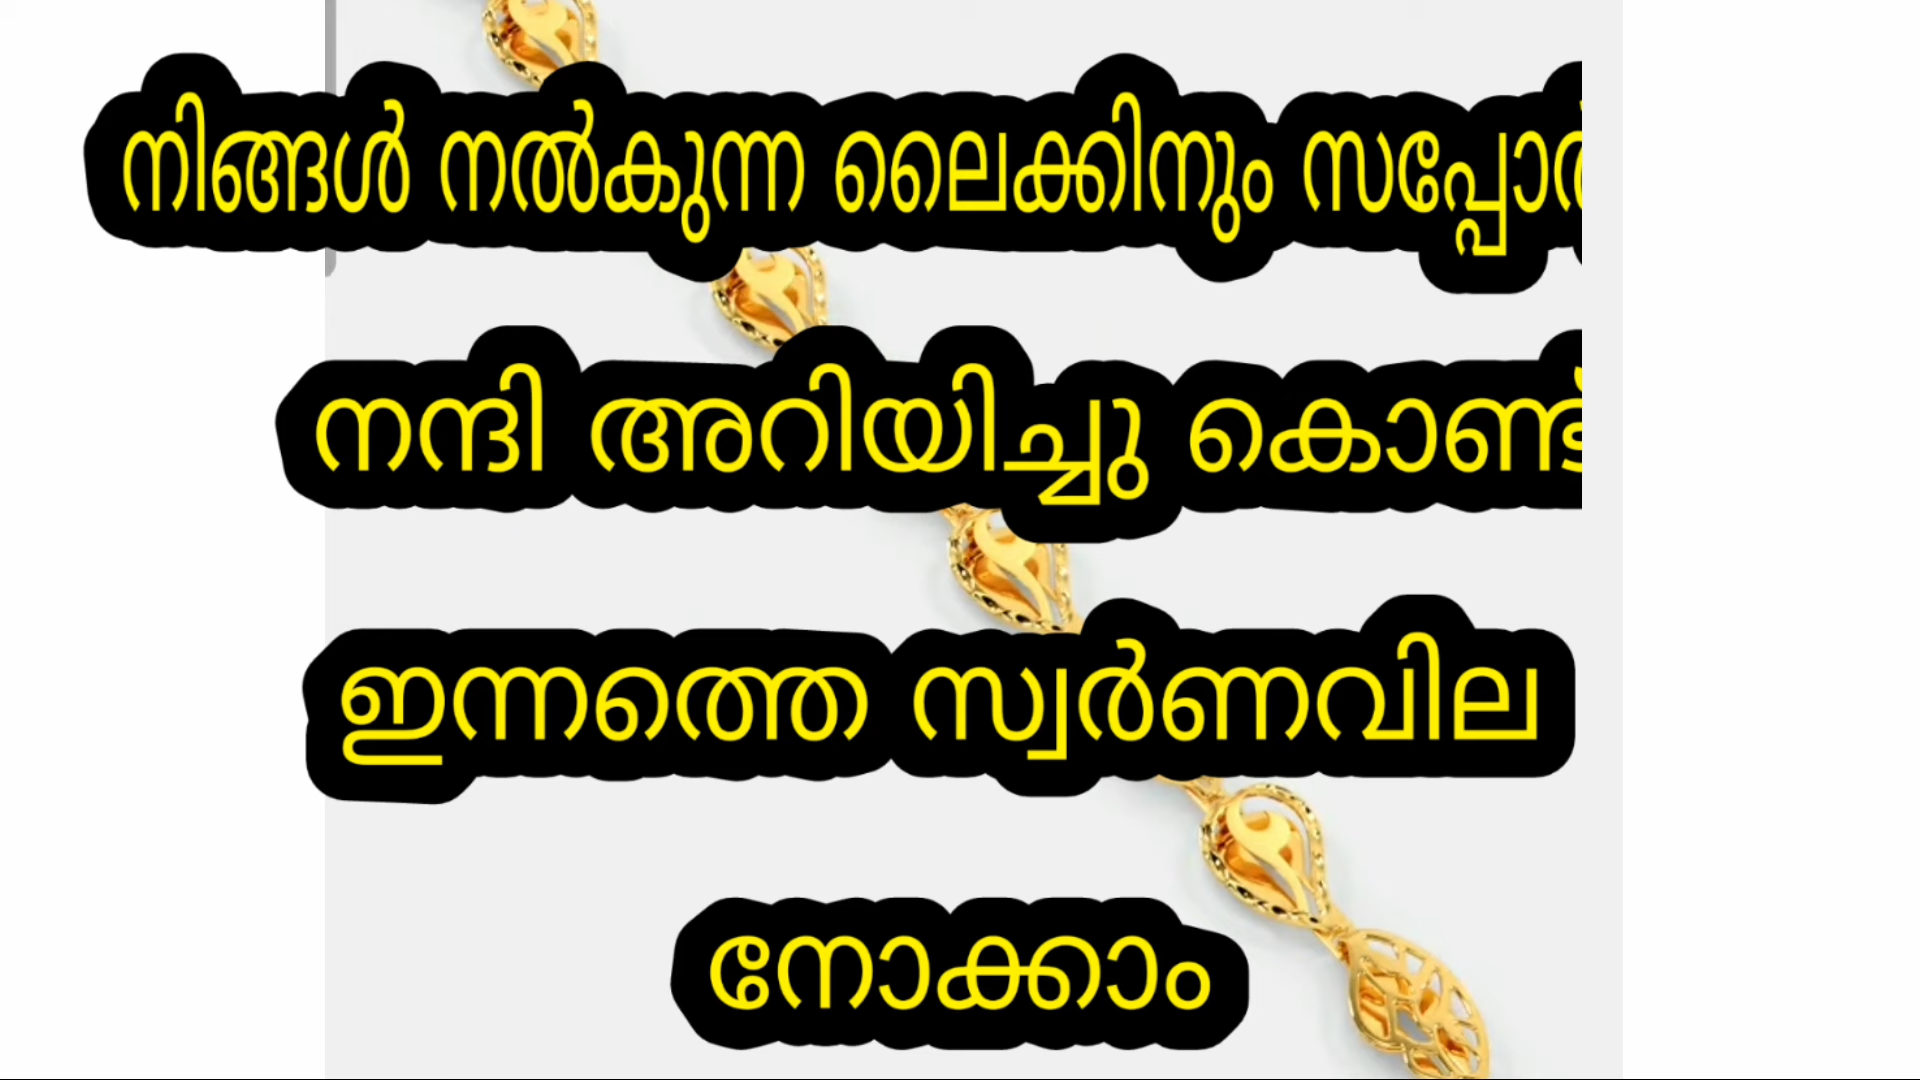 നിങ്ങൾ നൽകുന്ന ലൈക്കിനും
നന്ദി അറിയിച്ചു കൊണ്ട്
ഇന്നത്തെ സ്വർണവില
നോക്കാം